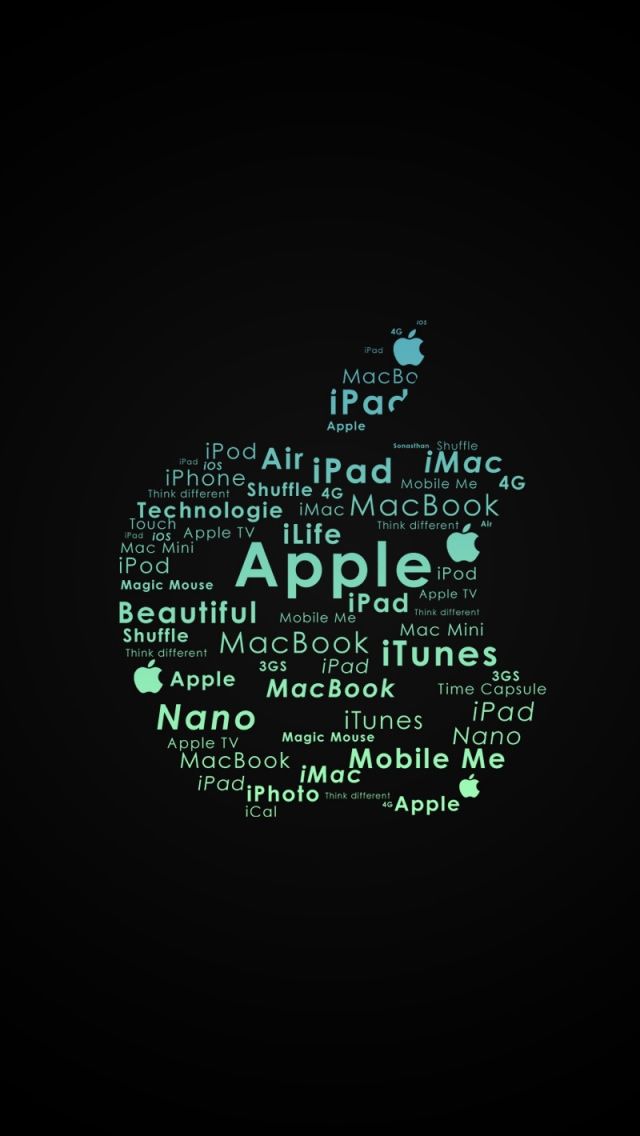 iOS
4G
iPad
MacBo
iPad
Apple
Sonasthan Shuffle
iPod Air iPad iMac
iPad iOS
iPhone Mobile Me 4G
Think different Shuffle 4G
Technologie iMac MacBook
Touch Think different Air
iPad iOS Apple TV iLife
Mac Mini
iPod Apple iPod
Magic Mouse Apple TV
Beautiful iPad Think different
Mobile Me
Shuffle MacBook Mac Mini
Think different iTunes
3GS iPad
Apple MacBook 3GS
Time Capsule
Nano iTunes iPad
Apple TV Magic Mouse Nano
MacBook Mobile Me
iPad iMac
iPhoto Think different 4G Apple
iCal